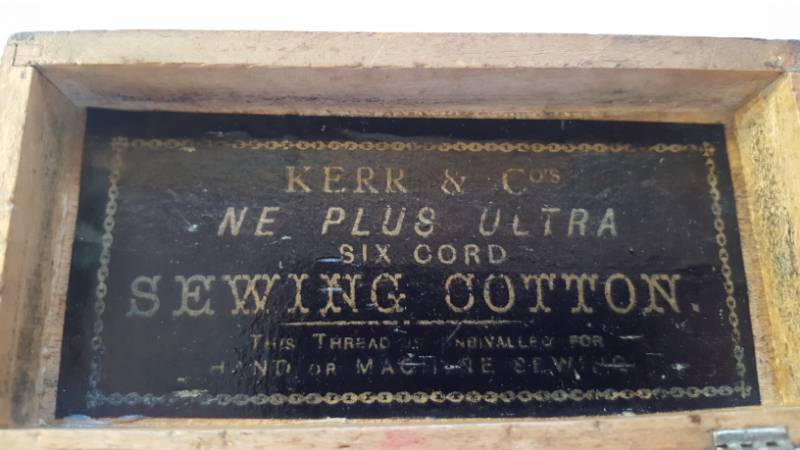 KERR & CO'S
NE PLUS ULTRA
SIX CORD
SEWING COTTON.
THIS THREAD IS UNRIVALLED FOR
HAND OR MACHINE SEWING